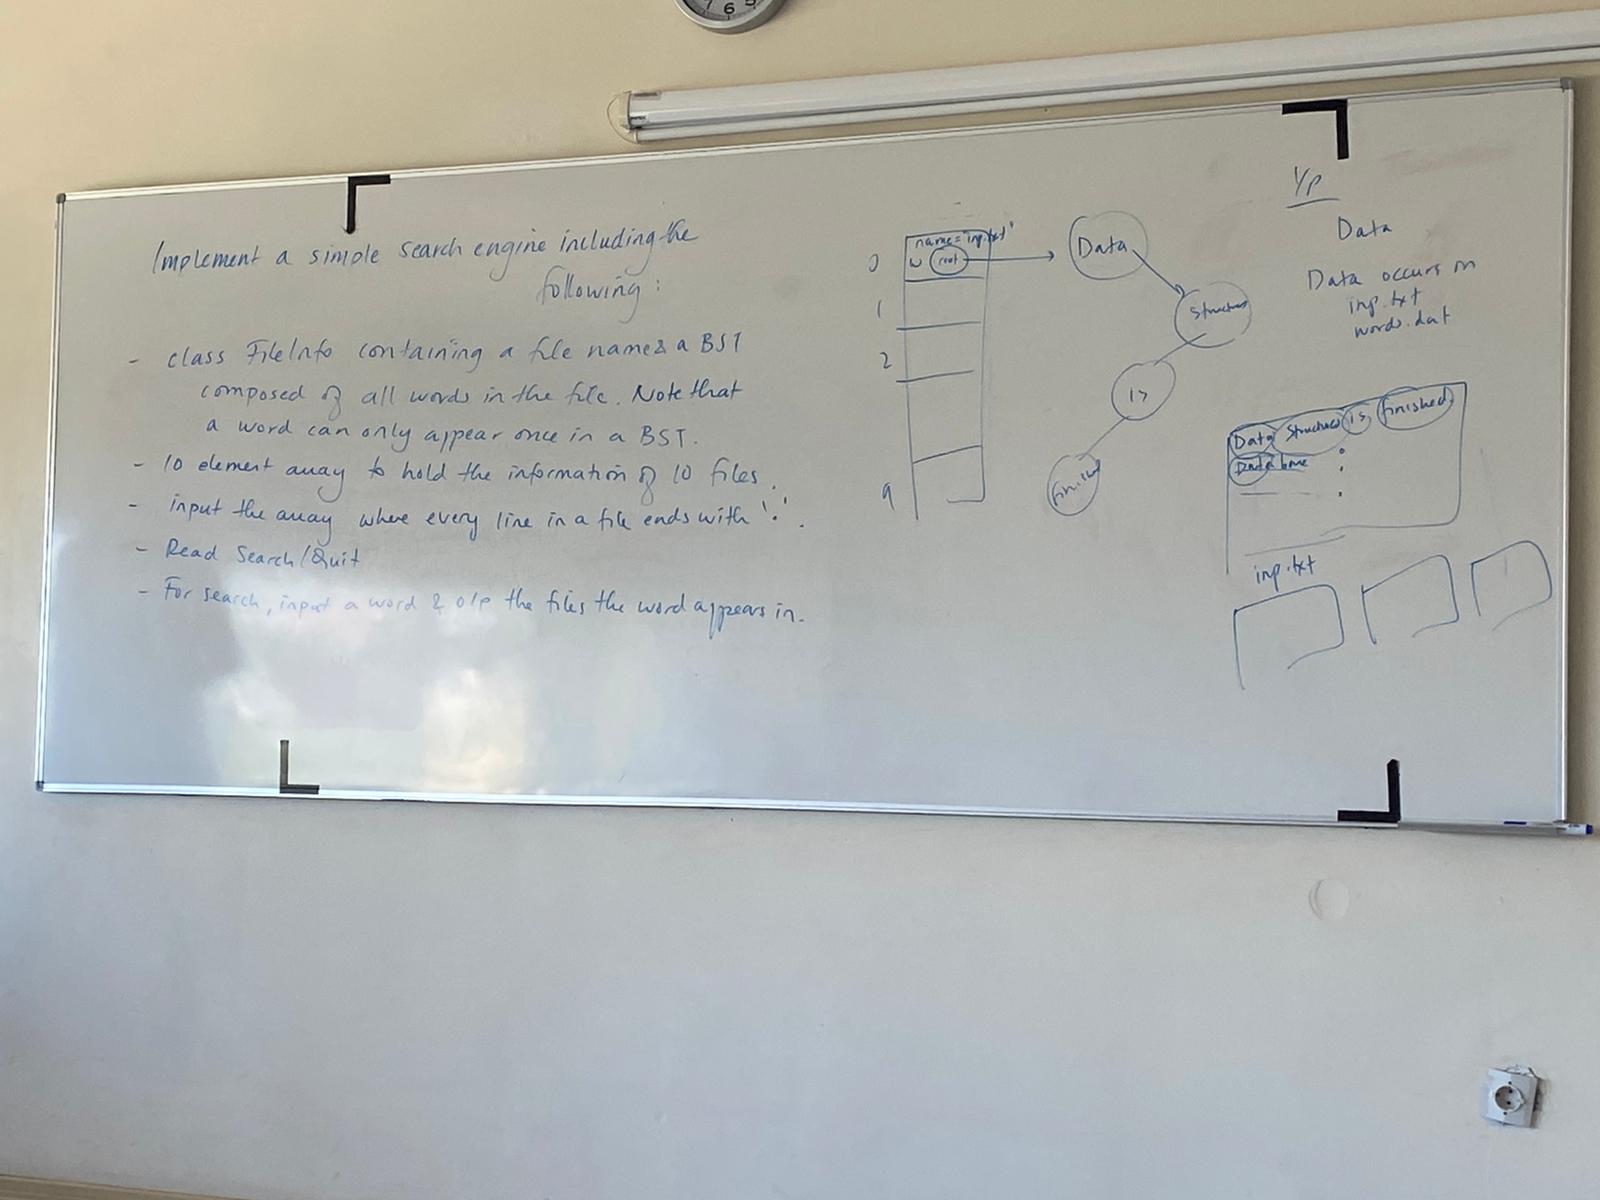 Implement a simple search engine including the
following:
- class FileInfo containing a file name & a BST
composed of all words in the file. Note that
a word can only appear once in a BST.
- 10 element array to hold the information of 10 files.
- input the array where every line in a file ends with '.'.
- Read Search/Quit
- For search, input a word & o/p the files the word appears in.
0
name="inp.txt"
w root
1
2
9
Data
Structures
is
finished
I/p
Data
Data occurs in
inp.txt
words.dat
Data Structures is finished.
Data base
inp.txt
6